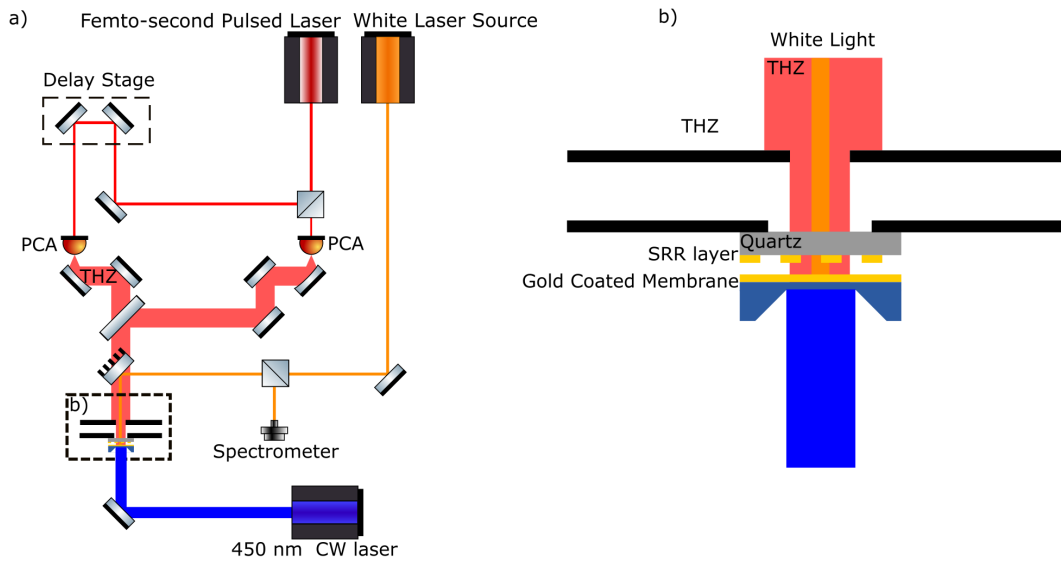 a)
Femto-second Pulsed Laser
White Laser Source
Delay Stage
PCA
PCA
THZ
b)
Spectrometer
450 nm CW laser
b)
White Light
THZ
THZ
Quartz
SRR layer
Gold Coated Membrane